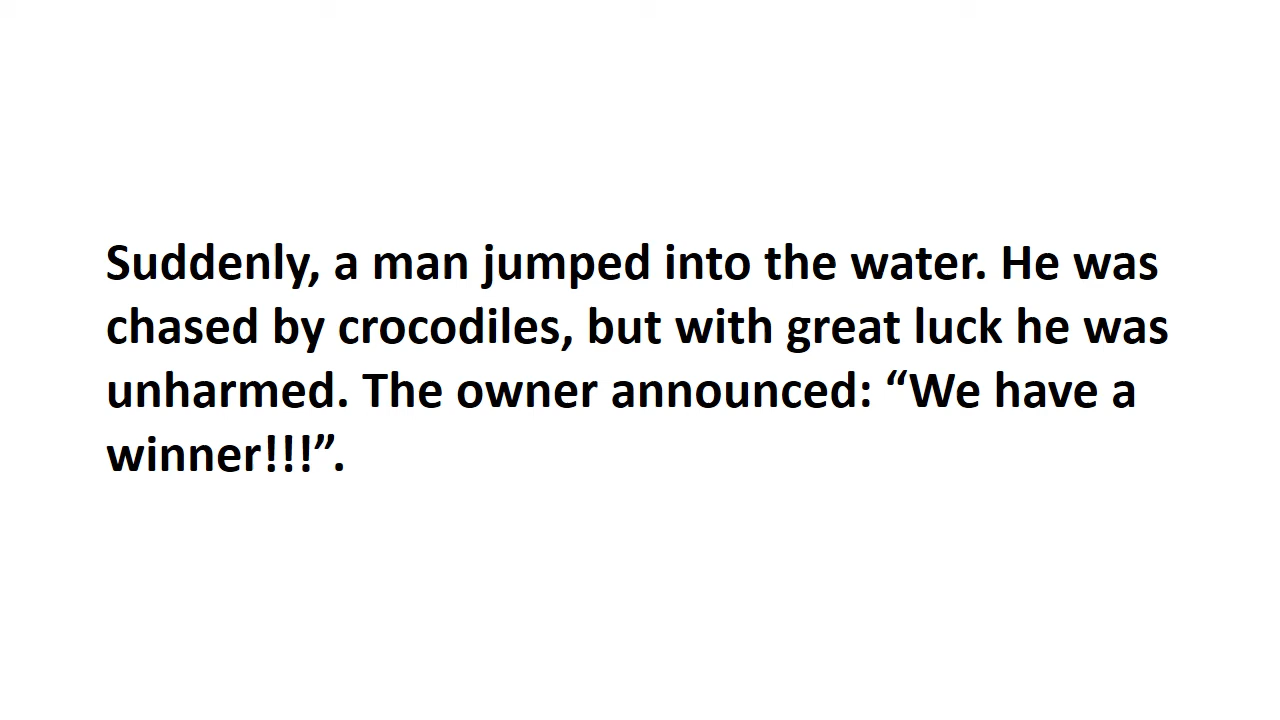 Suddenly, a man jumped into the water. He was
chased by crocodiles, but with great luck he was
unharmed. The owner announced: “We have a
winner!!!”.